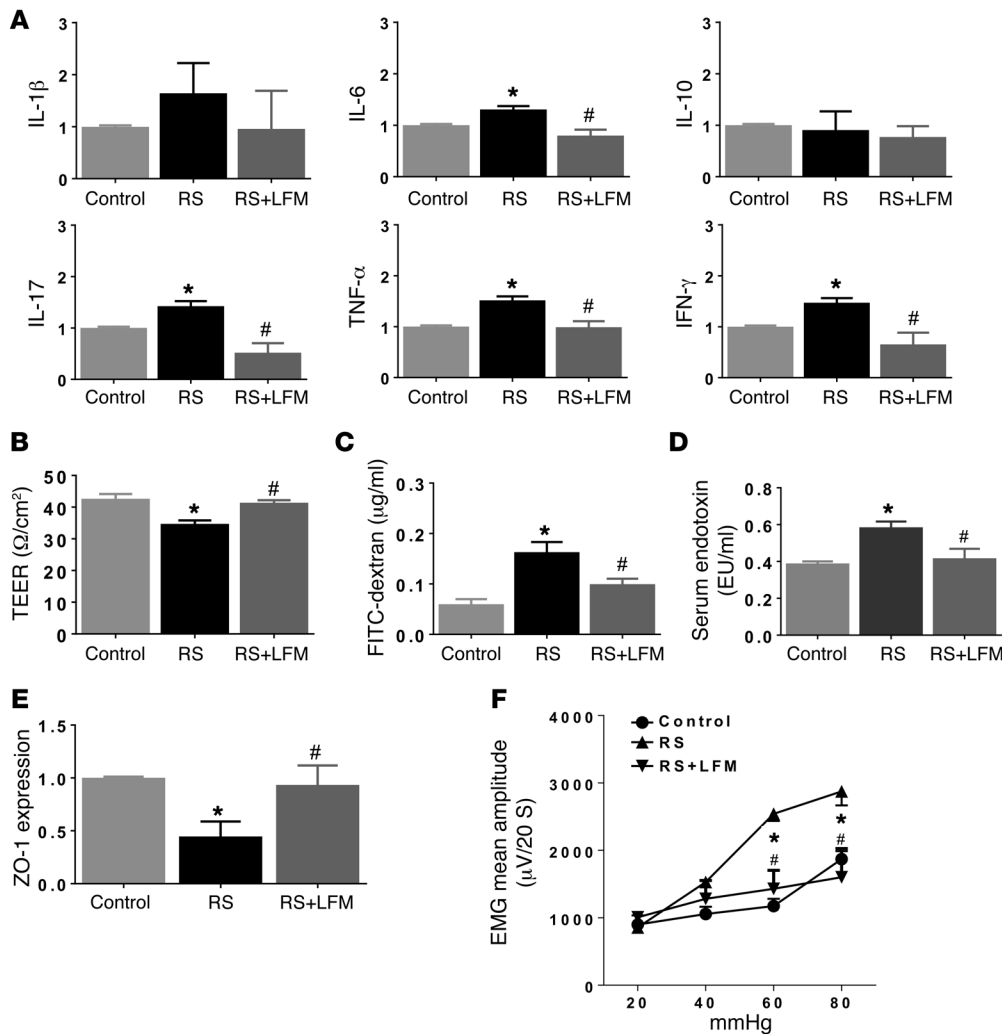 A
IL-1β
3
2
1
0
Control RS RS+LFM
IL-6
3
2
1
0
*
#
Control RS RS+LFM
IL-10
3
2
1
0
Control RS RS+LFM
IL-17
3
2
1
0
*
#
Control RS RS+LFM
TNF-α
3
2
1
0
*
#
Control RS RS+LFM
IFN-γ
3
2
1
0
*
#
Control RS RS+LFM
B
TEER (Ω/cm²)
50
40
30
20
10
0
*
#
Control RS RS+LFM
C
FITC-dextran (μg/ml)
0.3
0.2
0.1
0.0
*
#
Control RS RS+LFM
D
Serum endotoxin
(EU/ml)
0.8
0.6
0.4
0.2
0.0
*
#
Control RS RS+LFM
E
ZO-1 expression
1.5
1.0
0.5
0.0
*
#
Control RS RS+LFM
F
EMG mean amplitude
(μV/20 S)
4000
3000
2000
1000
0
Control
RS
RS+LFM
*
#
*
#
20 40 60 80
mmHg